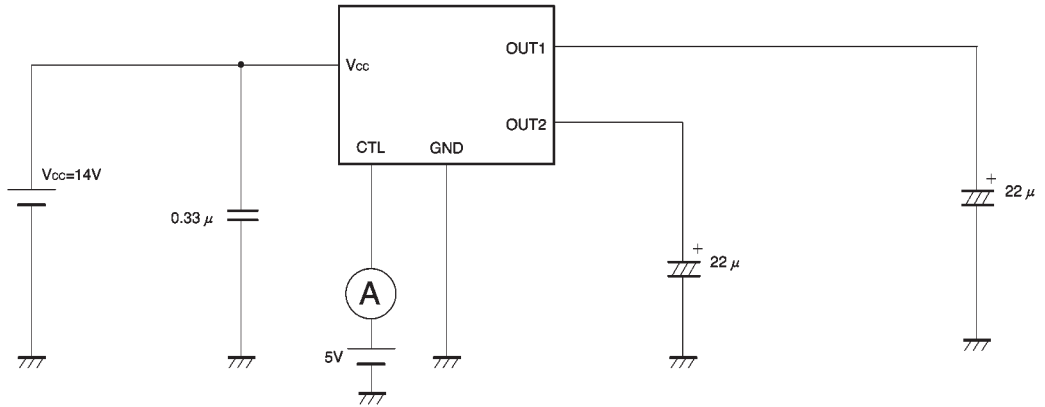 OUT1
Vcc
OUT2
CTL
GND
Vcc=14V
22 μ
0.33 μ
22 μ
A
5V